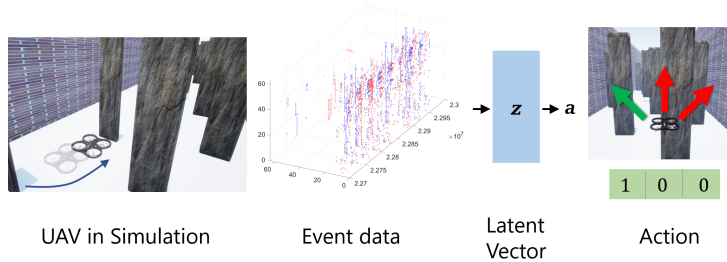 60
40
20
0
60
40
20
0
2.27
2.275
2.28
2.285
2.29
2.295
2.3
×10⁷
z
a
1 0 0
UAV in Simulation
Event data
Latent
Vector
Action